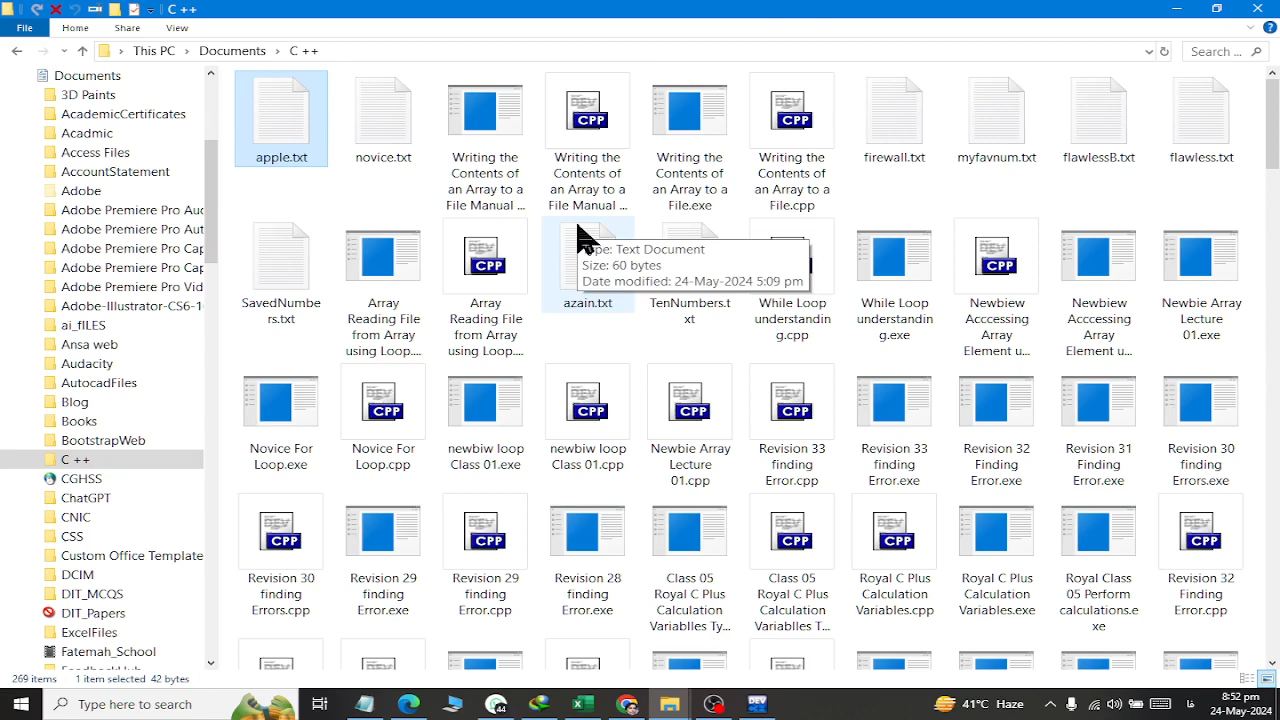 C ++
File
Home
Share
View
This PC
Documents
C ++
Search ...
Documents
3D Paints
AcademicCertificates
Acadmic
Access Files
AccountStatement
Adobe
Adobe Premiere Pro Auc
Adobe Premiere Pro Aut
Adobe Premiere Pro Cap
Adobe Premiere Pro Cap
Adobe Premiere Pro Vid
Adobe-Illustrator-CS6-1
ai_fILES
Ansa web
Audacity
AutocadFiles
Blog
Books
BootstrapWeb
C ++
CGHSS
ChatGPT
CNIC
CSS
Custom Office Template
DCIM
DIT_MCQS
DIT_Papers
ExcelFiles
Fatemah_School
FeedbackHub
apple.txt
novice.txt
Writing the
Contents of
an Array to a
File Manual ...
Writing the
Contents of
an Array to a
File Manual ...
Writing the
Contents of
an Array to a
File.exe
Writing the
Contents of
an Array to a
File.cpp
firewall.txt
myfavnum.txt
flawlessB.txt
flawless.txt
SavedNumbe
rs.txt
Array
Reading File
from Array
using Loop....
Array
Reading File
from Array
using Loop....
azain.txt
TenNumbers.t
xt
While Loop
understandin
g.cpp
While Loop
understandin
g.exe
Newbiew
Acccessing
Array
Element u...
Newbiew
Acccessing
Array
Element u...
Newbie Array
Lecture
01.exe
Type: Text Document
Size: 60 bytes
Date modified: 24-May-2024 5:09 pm
Novice For
Loop.exe
Novice For
Loop.cpp
newbiw loop
Class 01.exe
newbiw loop
Class 01.cpp
Newbie Array
Lecture
01.cpp
Revision 33
finding
Error.cpp
Revision 33
finding
Error.exe
Revision 32
Finding
Error.exe
Revision 31
Finding
Error.exe
Revision 30
finding
Errors.exe
Revision 30
finding
Errors.cpp
Revision 29
finding
Error.exe
Revision 29
finding
Error.cpp
Revision 28
finding
Error.exe
Class 05
Royal C Plus
Calculation
Variablles Ty...
Class 05
Royal C Plus
Calculation
Variablles T...
Royal C Plus
Calculation
Variables.cpp
Royal C Plus
Calculation
Variables.exe
Royal Class
05 Perform
calculations.e
xe
Revision 32
Finding
Error.cpp
269 items
1 item selected 42 bytes
Type here to search
44
41°C Haze
8:52 pm
24-May-2024